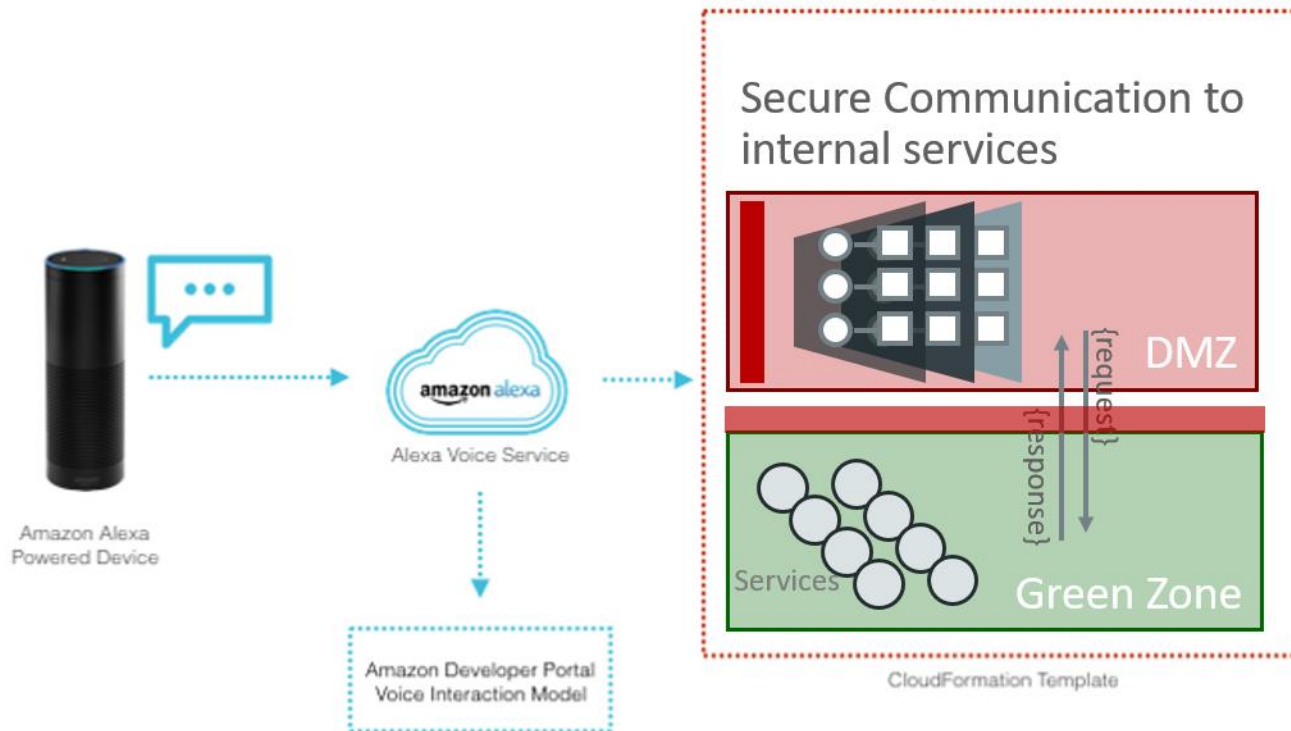 Secure Communication to
internal services
DMZ
{request}
{response}
Services
Green Zone
CloudFormation Template
amazon alexa
Alexa Voice Service
Amazon Alexa
Powered Device
Amazon Developer Portal
Voice Interaction Model